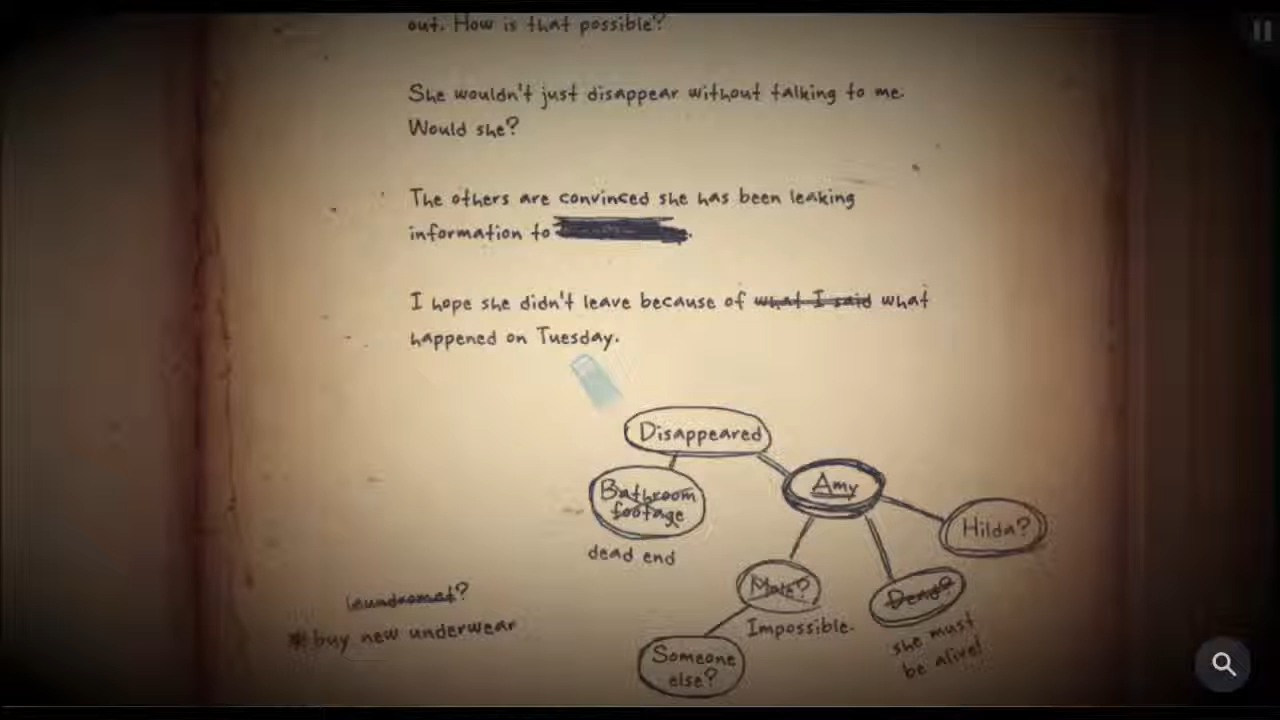 out. How is that possible?
She wouldn't just disappear without talking to me.
Would she?
The others are convinced she has been leaking
information to
I hope she didn't leave because of what I said what
happened on Tuesday.
Disappeared
Amy
Bathroom
footage
dead end
Hilda?
Mole?
Impossible.
Dead?
she must
be alive!
Someone
else?
laundromat?
*buy new underwear